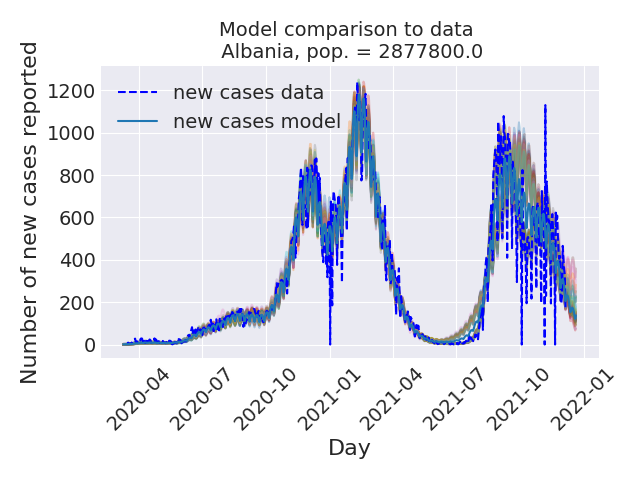 Model comparison to data
Albania, pop. = 2877800.0
Number of new cases reported
1200
1000
800
600
400
200
0
new cases data
new cases model
2020-04
2020-07
2020-10
2021-01
2021-04
2021-07
2021-10
2022-01
Day